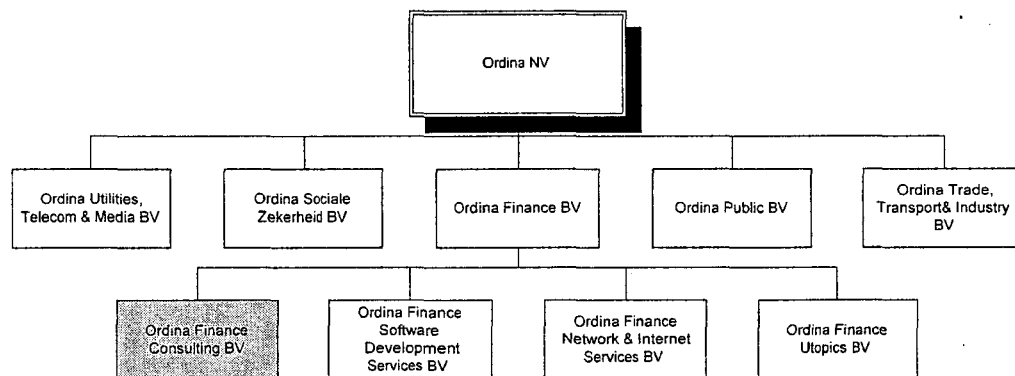 Ordina NV
Ordina Utilities,
Telecom & Media BV
Ordina Sociale
Zekerheid BV
Ordina Finance BV
Ordina Public BV
Ordina Trade,
Transport& Industry
BV
Ordina Finance
Consulting BV
Ordina Finance
Software
Development
Services BV
Ordina Finance
Network & Internet
Services BV
Ordina Finance
Utopics BV